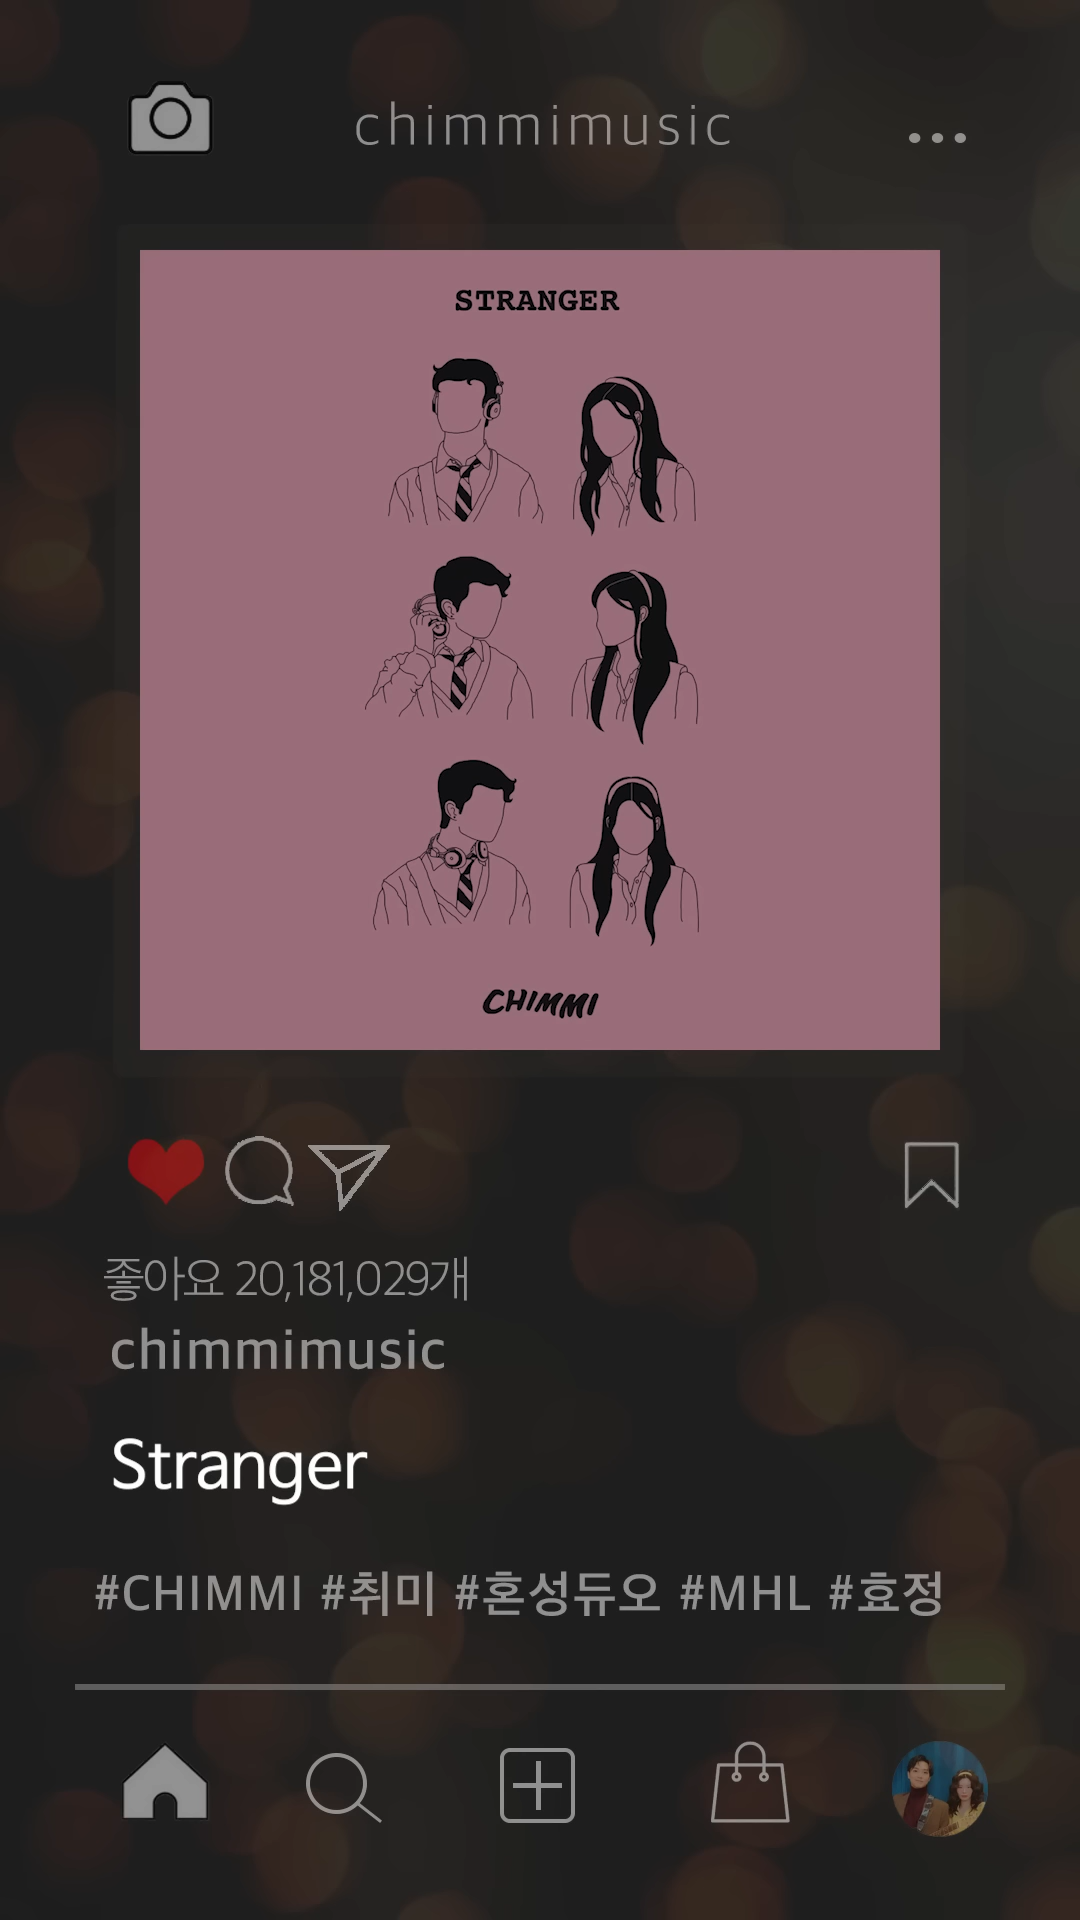 chimmimusic
STRANGER
CHIMMI
좋아요 20,181,029개
chimmimusic
Stranger
#CHIMMI #취미 #혼성듀오 #MHL #효정